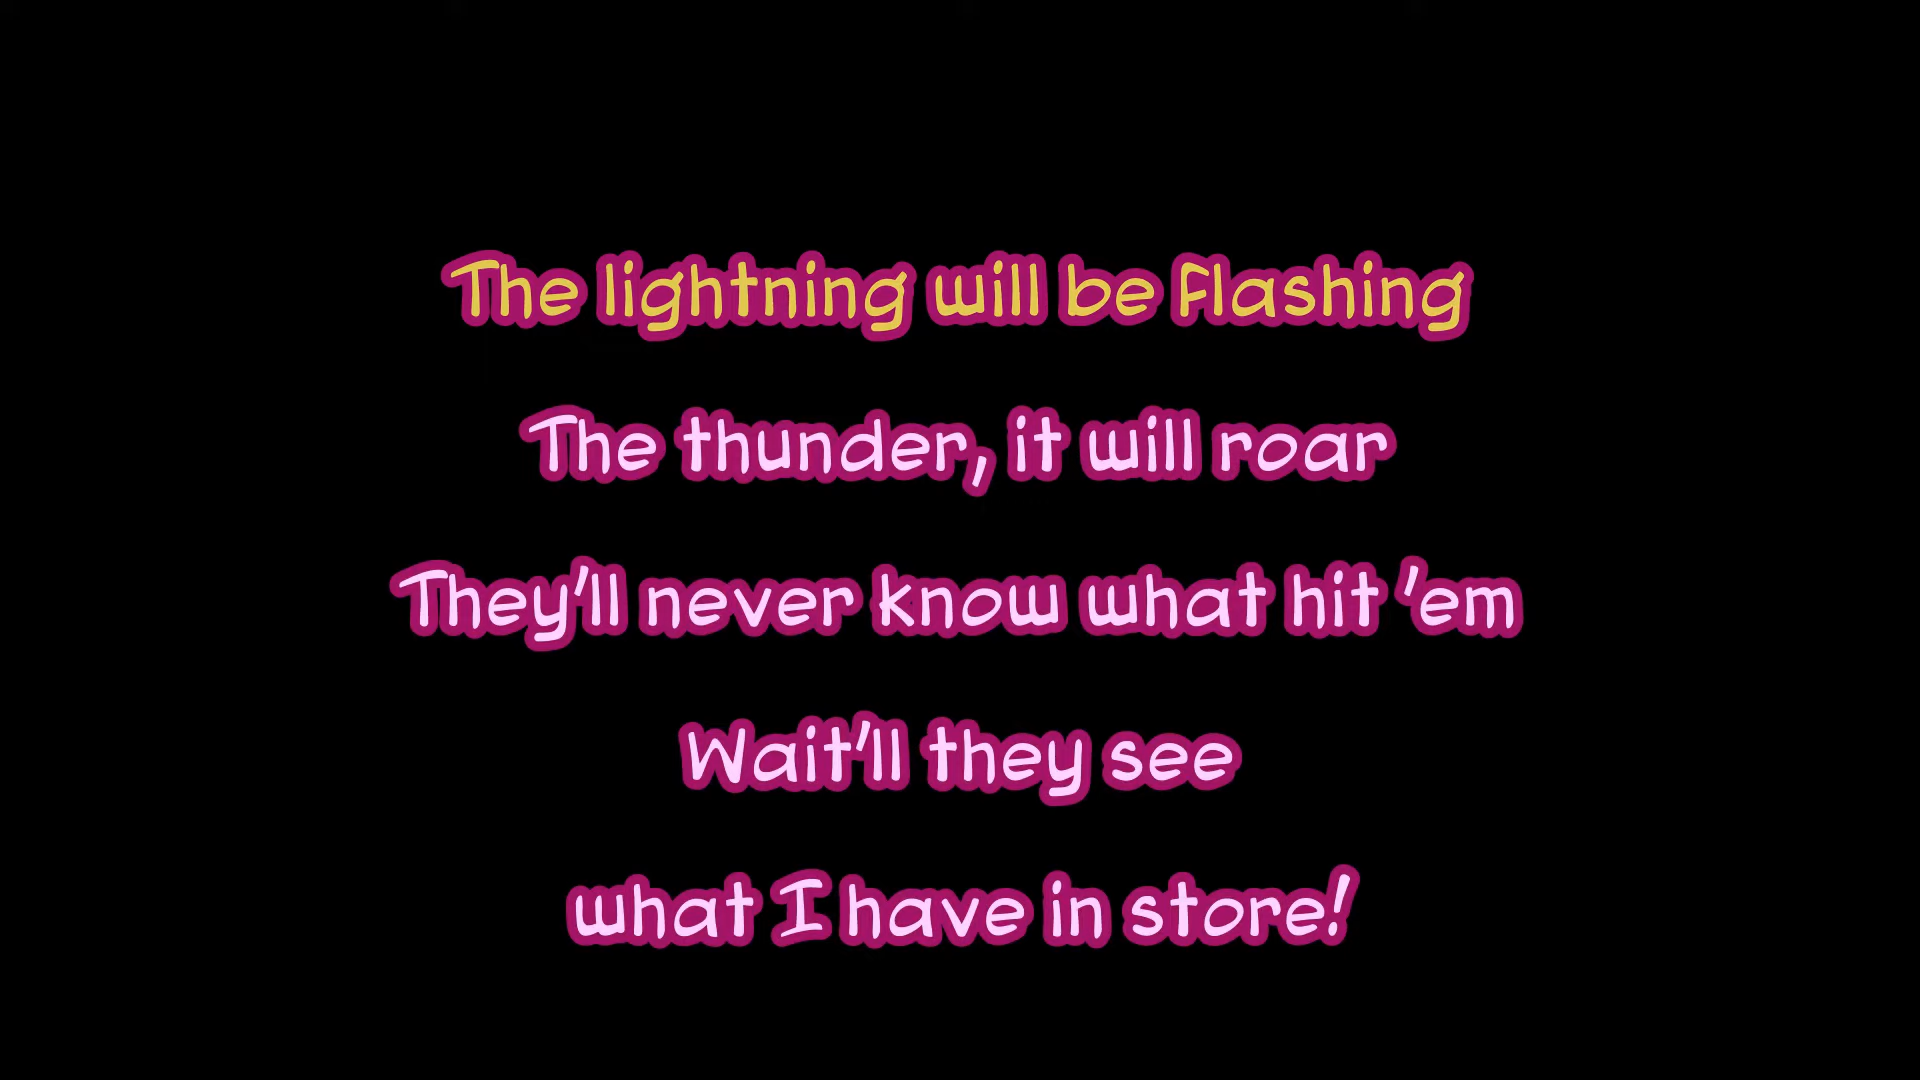 The lightning will be flashing
The thunder, it will roar
They'll never know what hit 'em
Wait'll they see
what I have in store!